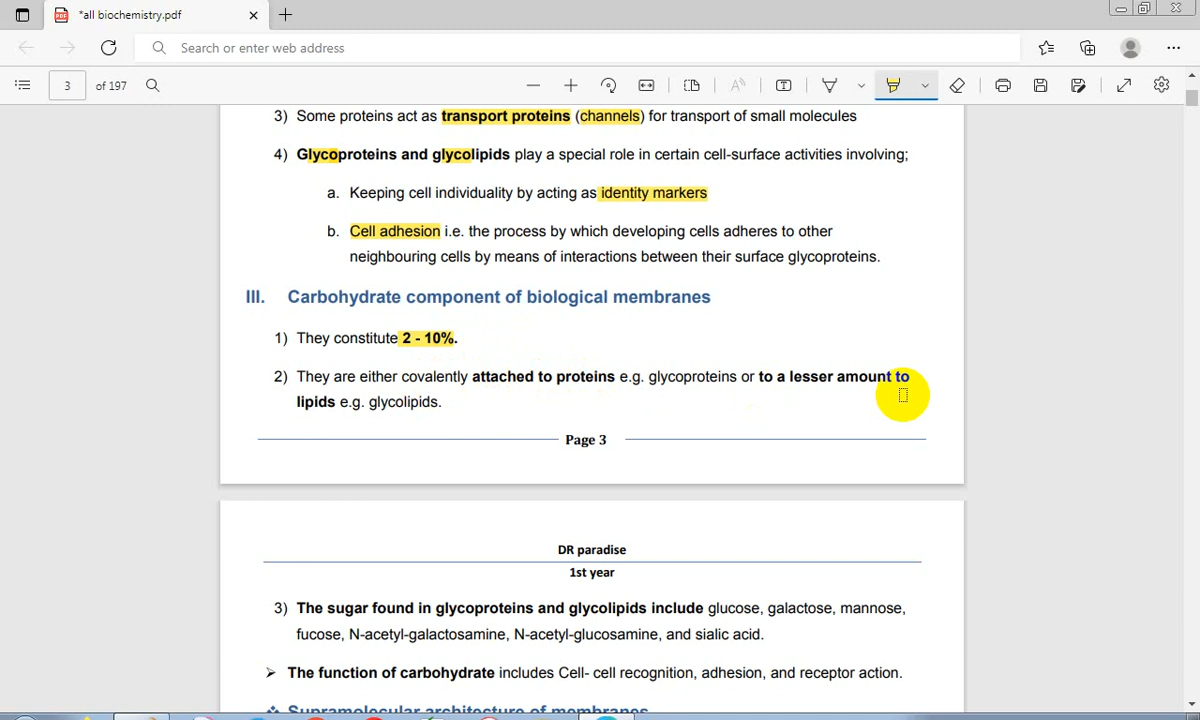 *all biochemistry.pdf
Search or enter web address
3 of 197
3) Some proteins act as transport proteins (channels) for transport of small molecules
4) Glycoproteins and glycolipids play a special role in certain cell-surface activities involving;
a. Keeping cell individuality by acting as identity markers
b. Cell adhesion i.e. the process by which developing cells adheres to other
neighbouring cells by means of interactions between their surface glycoproteins.
III. Carbohydrate component of biological membranes
1) They constitute 2 - 10%.
2) They are either covalently attached to proteins e.g. glycoproteins or to a lesser amount to
lipids e.g. glycolipids.
Page 3
DR paradise
1st year
3) The sugar found in glycoproteins and glycolipids include glucose, galactose, mannose,
fucose, N-acetyl-galactosamine, N-acetyl-glucosamine, and sialic acid.
➢ The function of carbohydrate includes Cell- cell recognition, adhesion, and receptor action.
❖ Supramolecular architecture of membranes